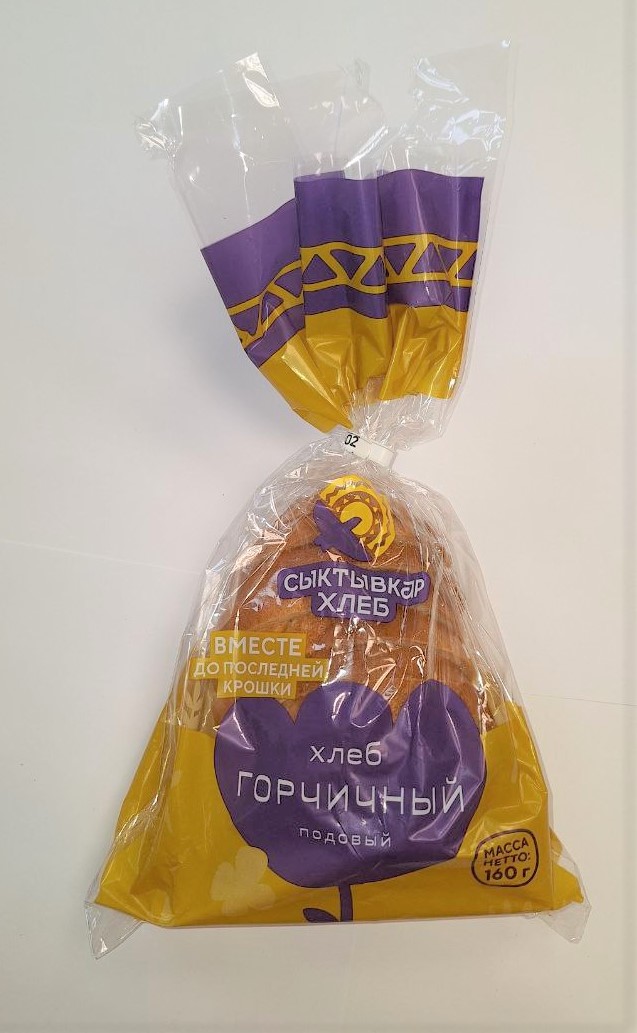 02
СЫКТЫВКАР
ХЛЕБ
ВМЕСТЕ
ДО ПОСЛЕДНЕЙ
КРОШКИ
хлеб
ГОРЧИЧНЫЙ
подовый
МАССА
НЕТТО:
160 г